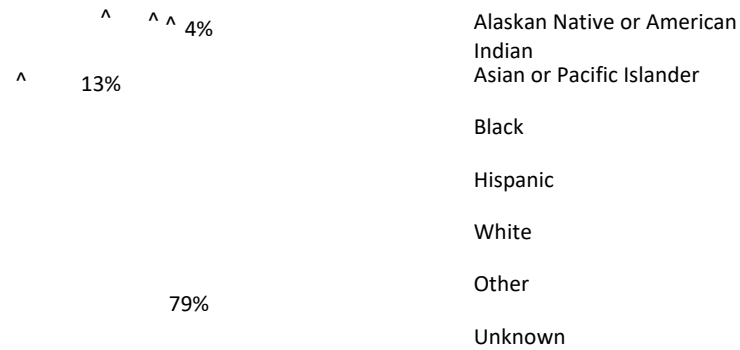 ^ ^ ^ 4%
^ 13%
79%
Alaskan Native or American
Indian
Asian or Pacific Islander
Black
Hispanic
White
Other
Unknown